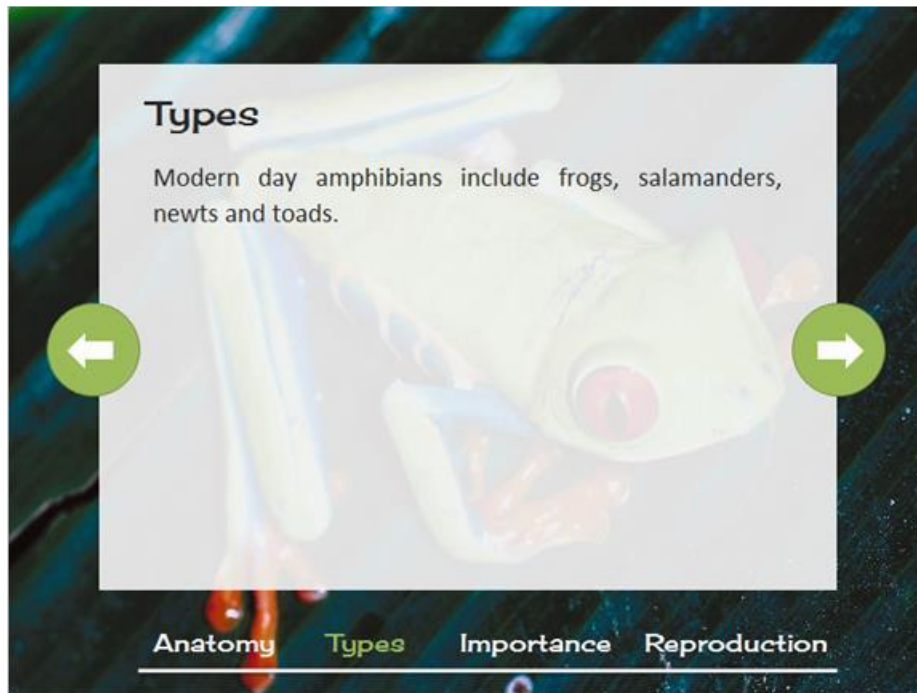 Types
Modern day amphibians include frogs, salamanders,
newts and toads.
Anatomy Types Importance Reproduction